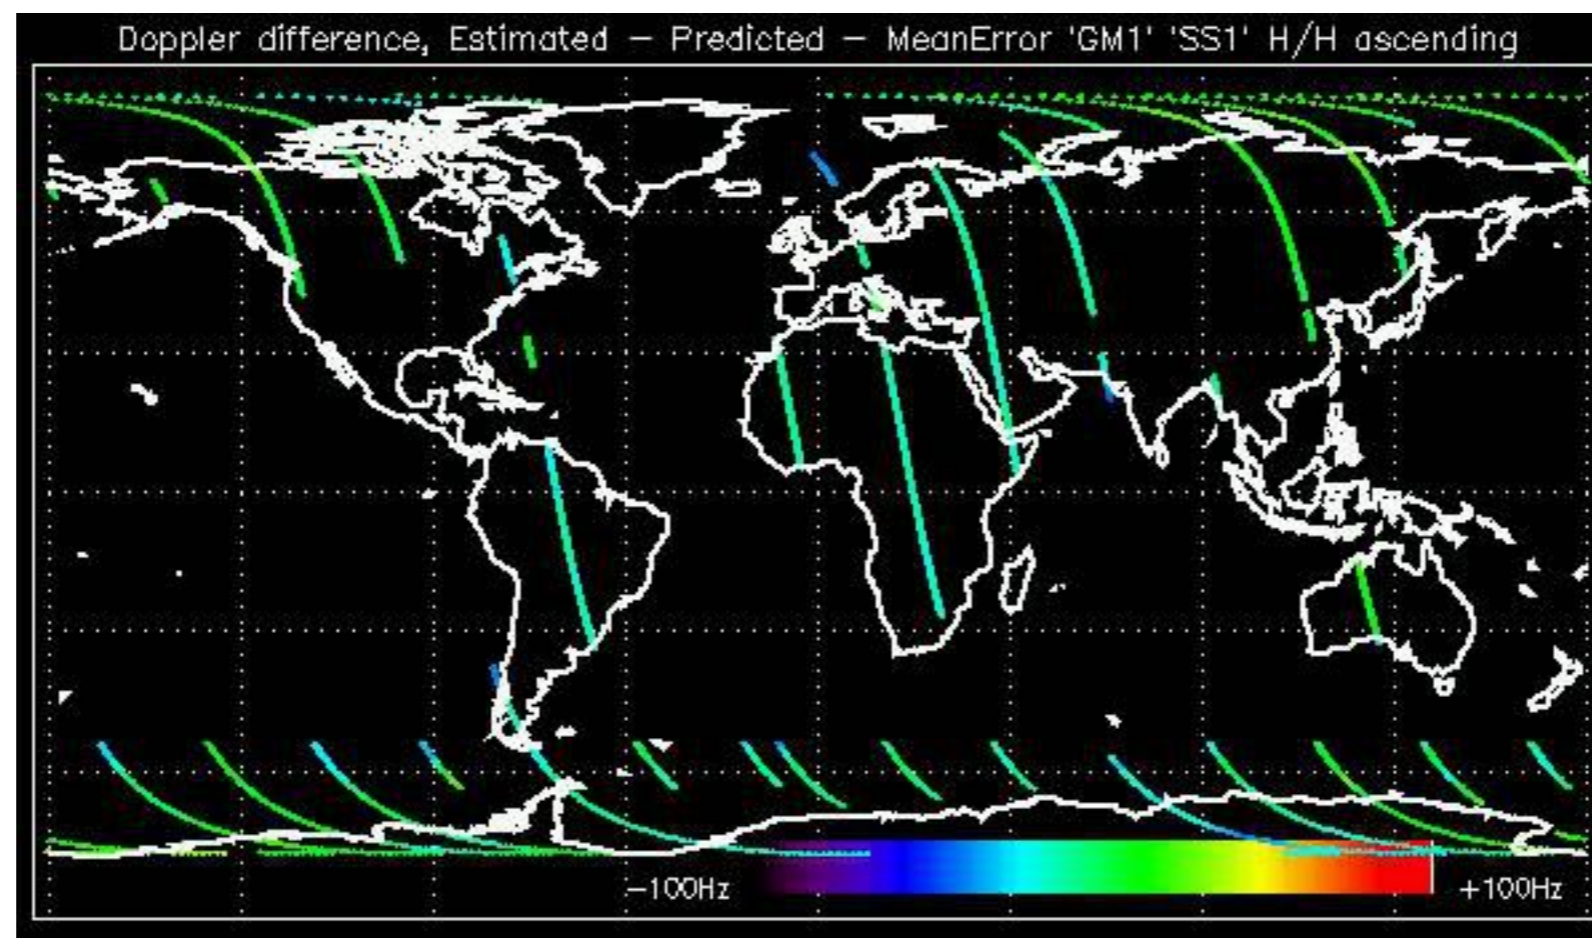 Doppler difference, Estimated – Predicted – MeanError 'GM1' 'SS1' H/H ascending
–100Hz
+100Hz